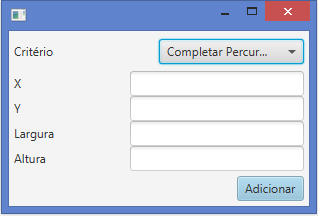 Critério Completar Percur...
X
Y
Largura
Altura
Adicionar